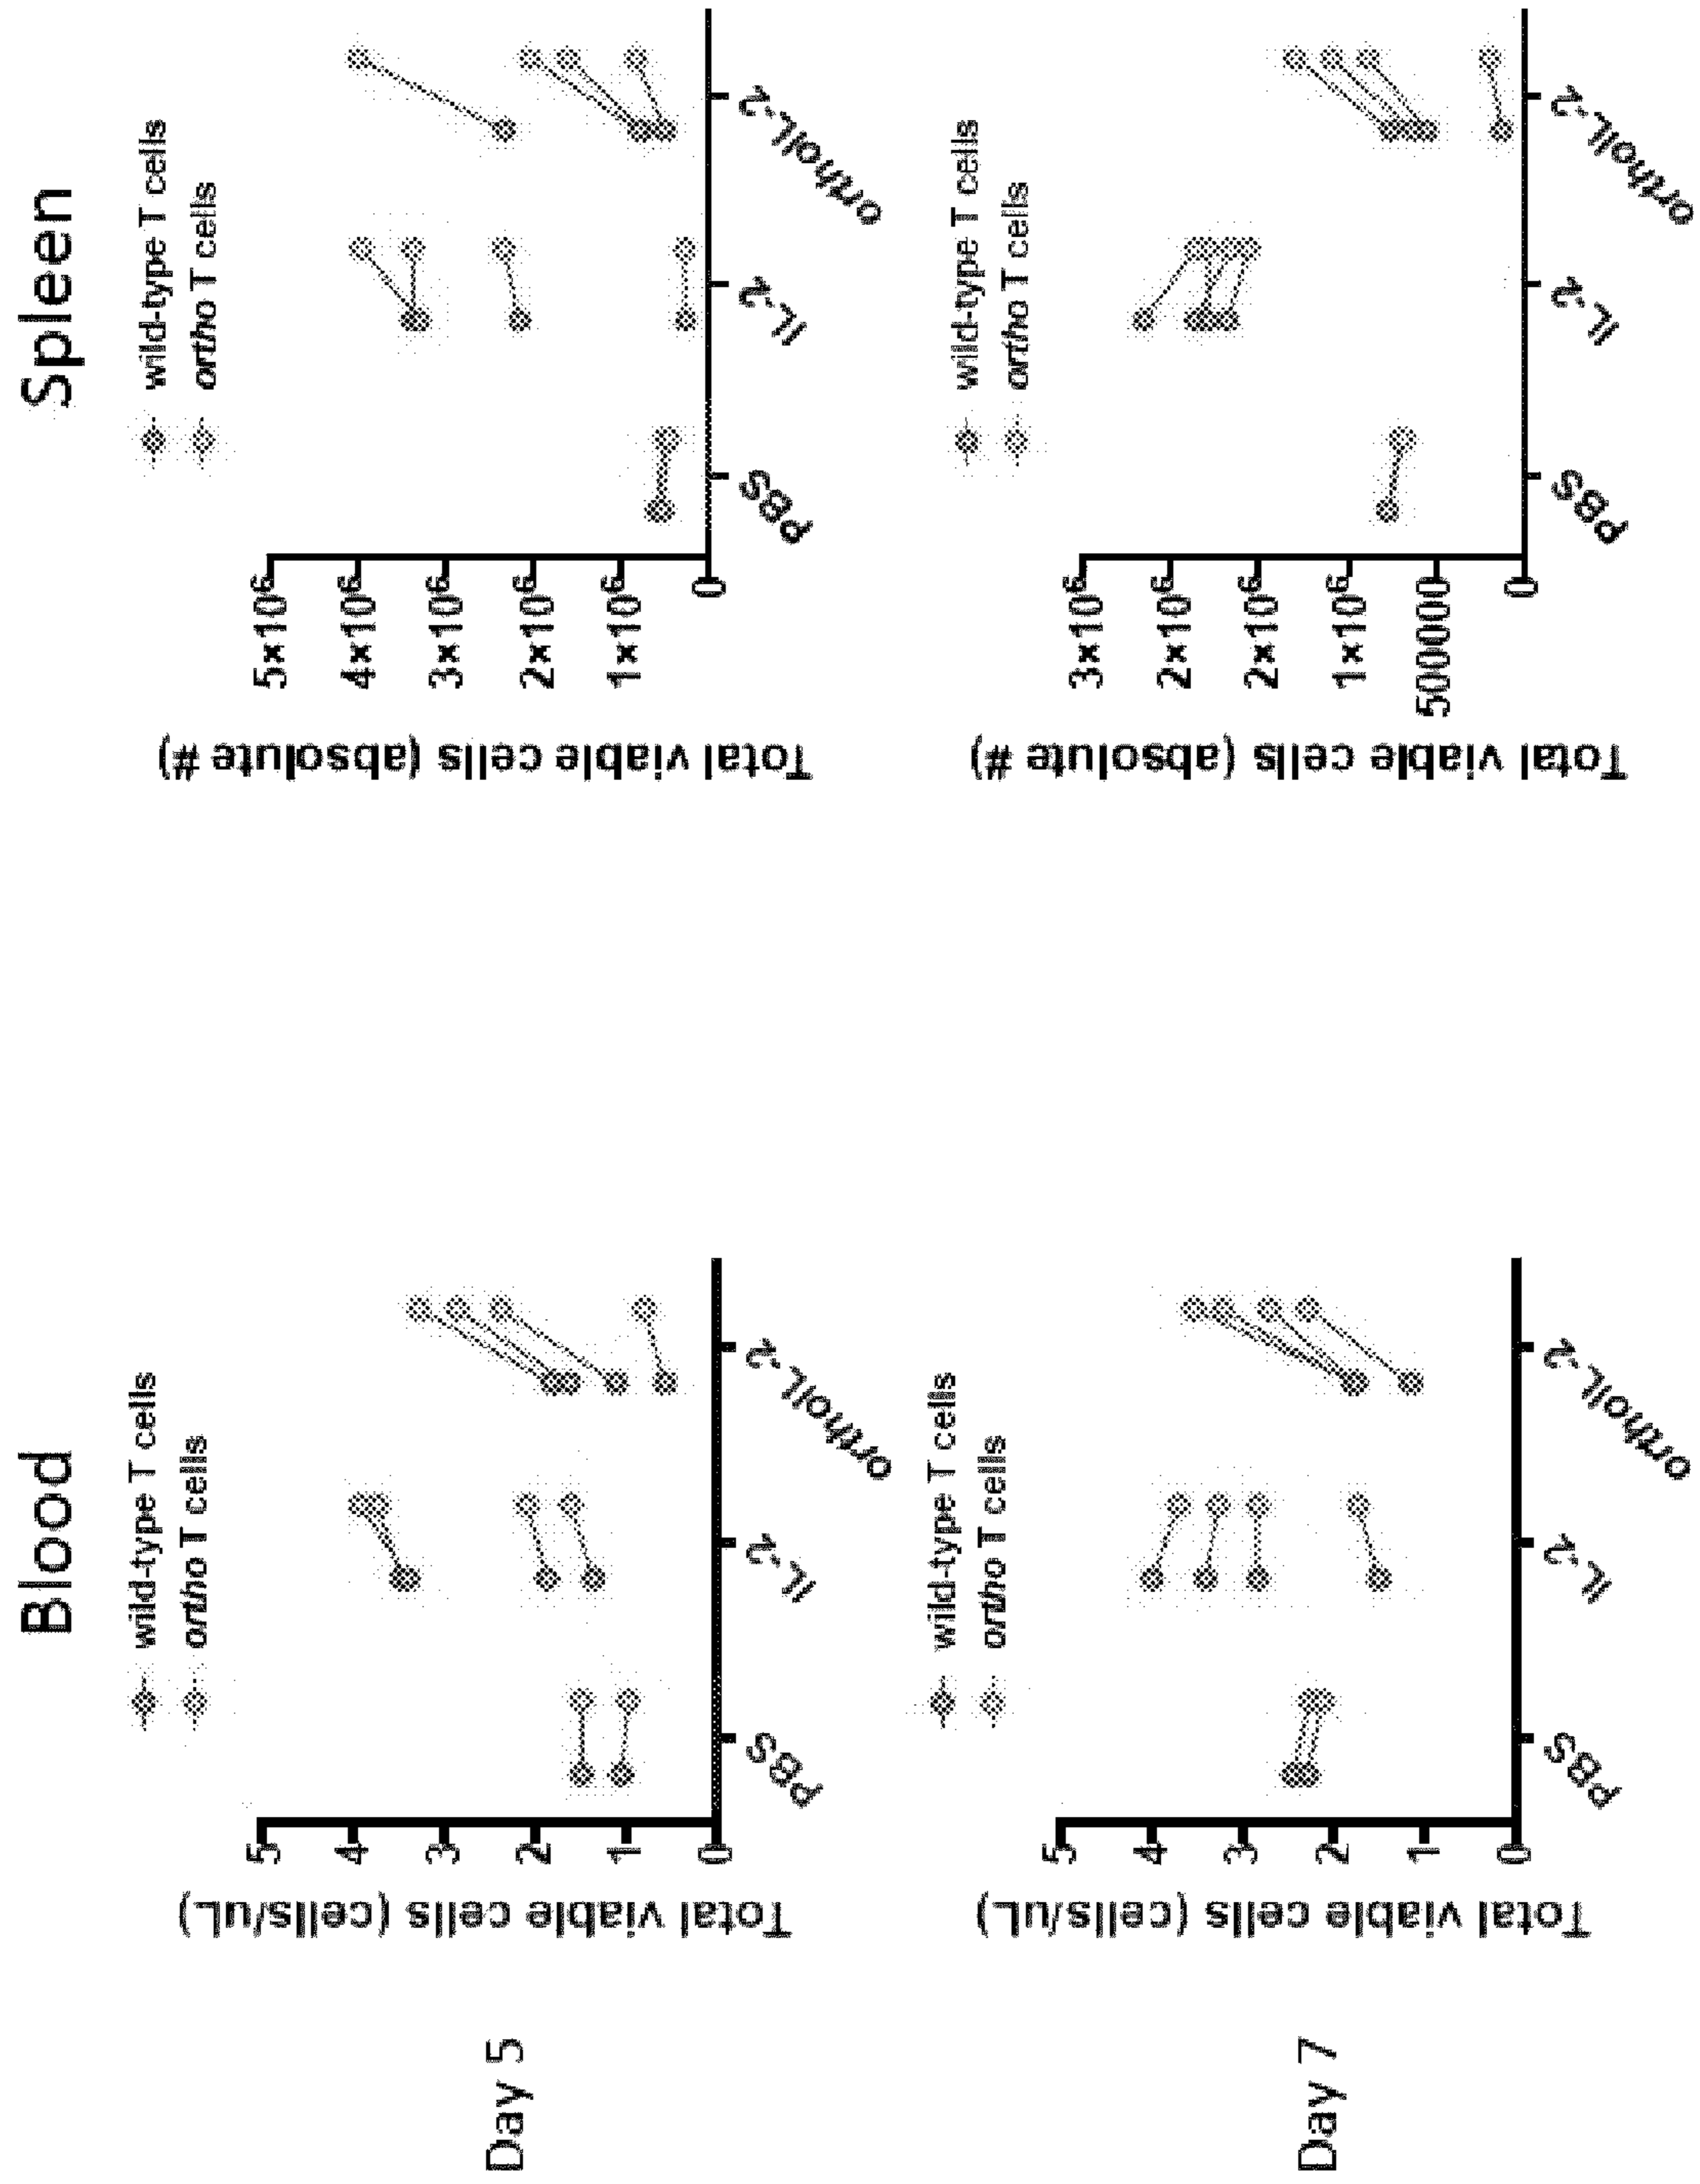 Blood
Spleen
Day 5
Total viable cells (cells/uL)
5
4
3
2
1
0
wild-type T cells
ortho T cells
PBS
IL-2
orthoIL-2
Total viable cells (absolute #)
5×10⁶
4×10⁶
3×10⁶
2×10⁶
1×10⁶
0
wild-type T cells
ortho T cells
PBS
IL-2
orthoIL-2
Day 7
Total viable cells (cells/uL)
5
4
3
2
1
0
wild-type T cells
ortho T cells
PBS
IL-2
orthoIL-2
Total viable cells (absolute #)
3×10⁶
2×10⁶
2×10⁶
1×10⁶
500000
0
wild-type T cells
ortho T cells
PBS
IL-2
orthoIL-2